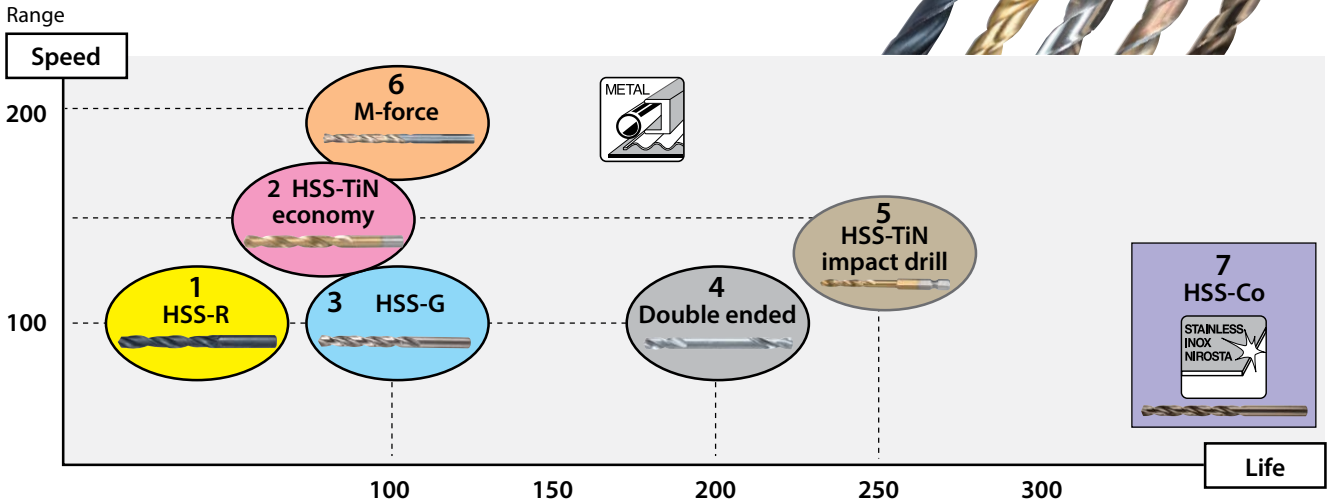 Range
Speed
200
100
6
M-force
2 HSS-TiN
economy
1
HSS-R
3 HSS-G
METAL
4
Double ended
5
HSS-TiN
impact drill
7
HSS-Co
STAINLESS
INOX
NIROSTA
Life
100 150 200 250 300